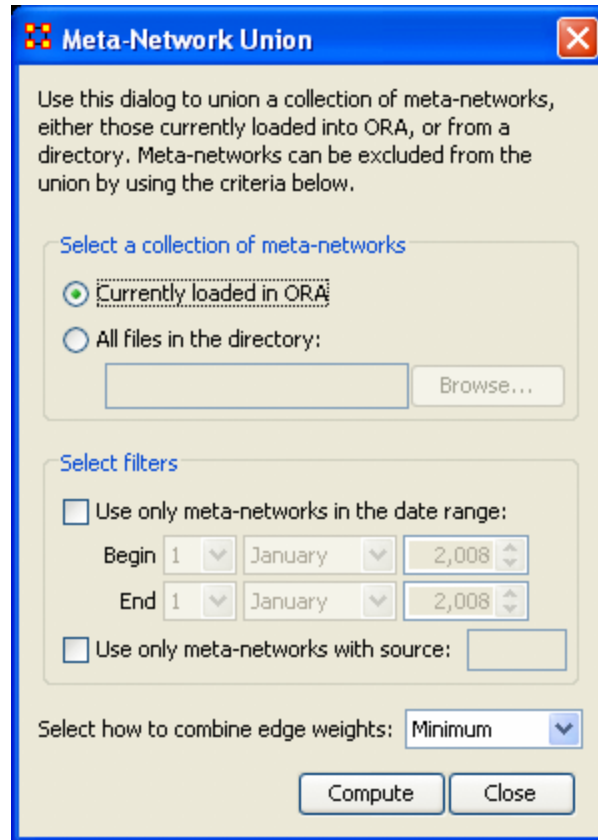 Meta-Network Union
Use this dialog to union a collection of meta-networks,
either those currently loaded into ORA, or from a
directory. Meta-networks can be excluded from the
union by using the criteria below.
Select a collection of meta-networks
Currently loaded in ORA
All files in the directory:
Browse...
Select filters
Use only meta-networks in the date range:
Begin 1 January 2,008
End 1 January 2,008
Use only meta-networks with source:
Select how to combine edge weights: Minimum
Compute Close